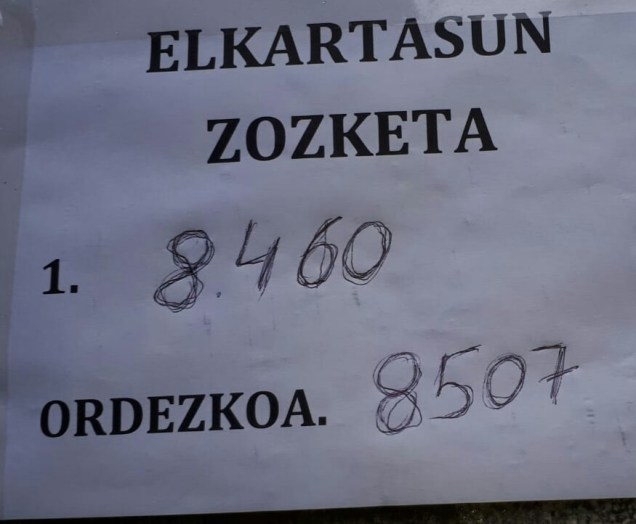 ELKARTASUN
ZOZKETA
1. 8.460
ORDEZKOA. 8507